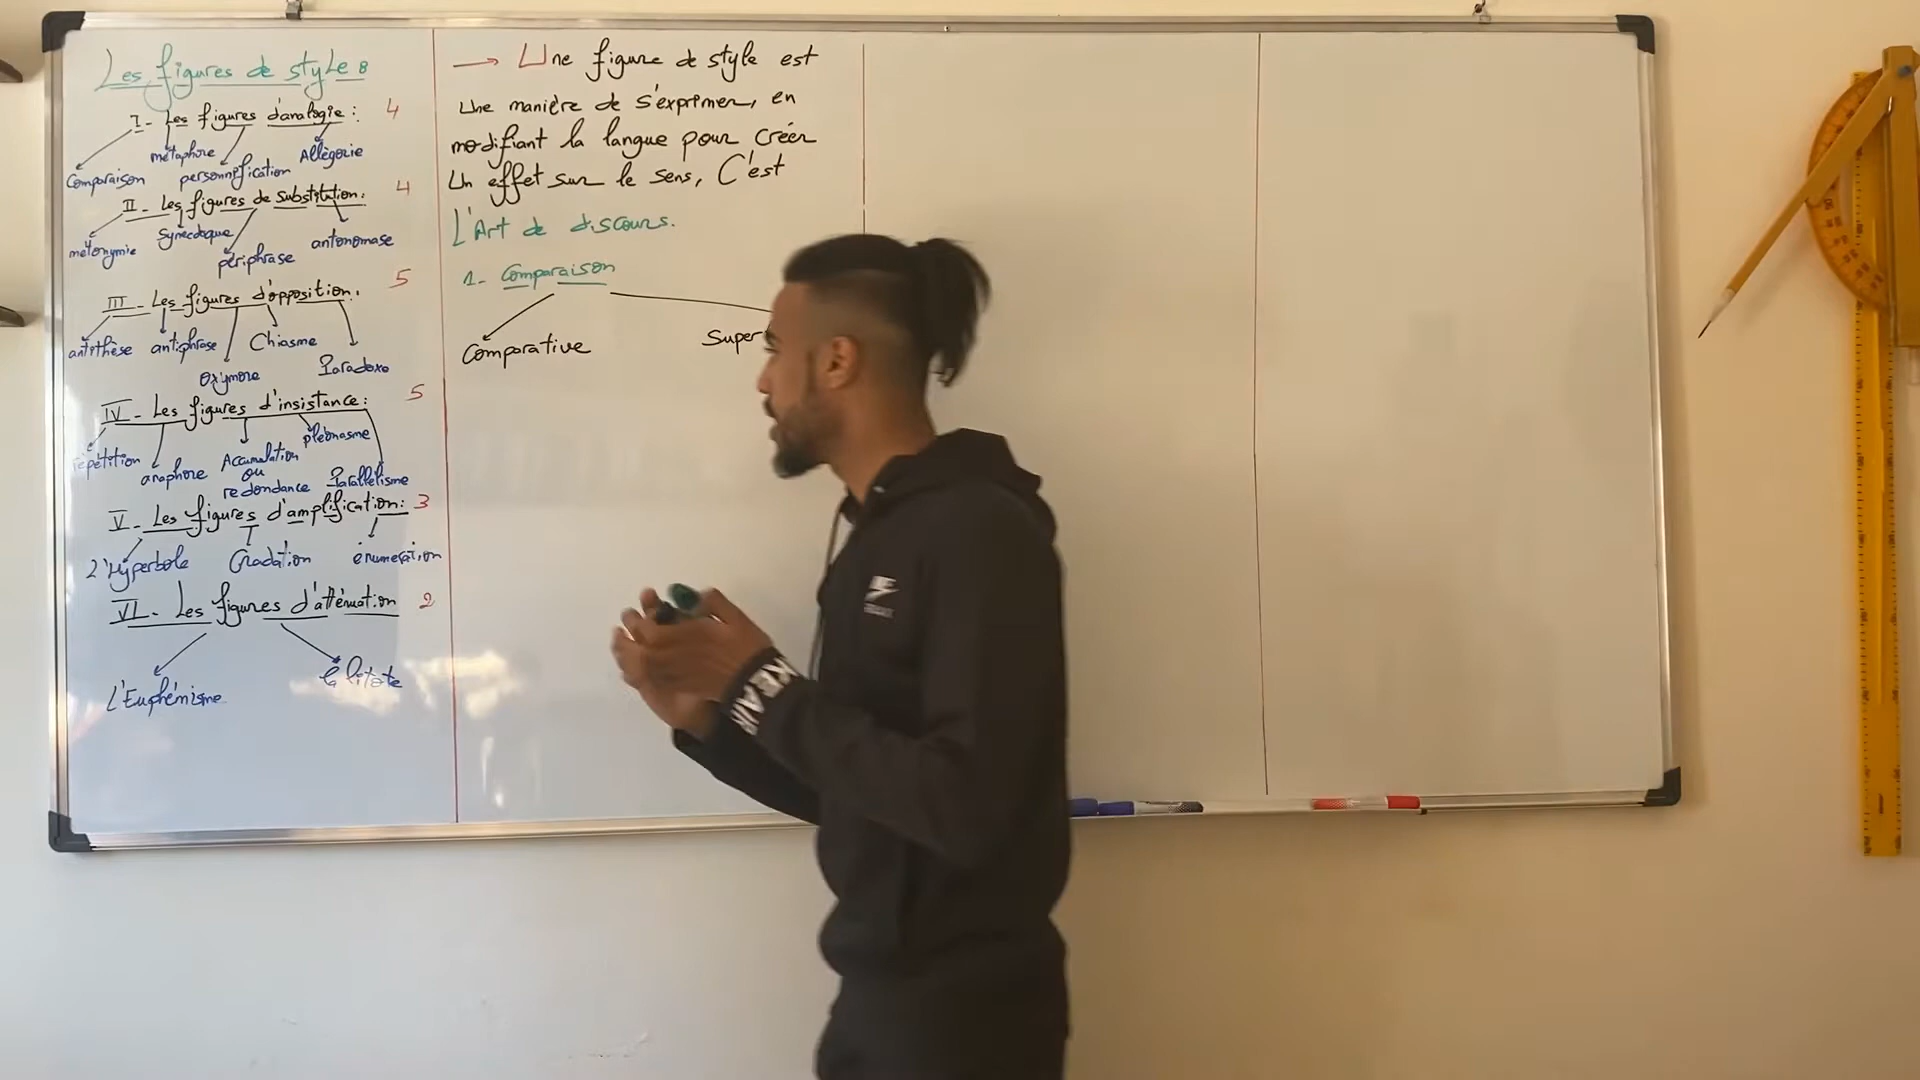 Les figures de style 8
I- Les figures d'analogie : 4
Comparaison métaphore personnification Allégorie
II- Les figures de substitution. 4
métonymie Synecdoque périphrase antonomase
III- Les figures d'opposition. 5
antithèse antiphrase Oxymore Chiasme Paradoxe
IV- Les figures d'insistance : 5
répétition anaphore Accumulation ou redondance pléonasme Parallélisme
V- Les figures d'amplification : 3
L'Hyperbole Gradation énumération
VI- Les figures d'atténuation 2
L'Euphémisme la litote
→ Une figure de style est
Une manière de s'exprimer, en
modifiant la langue pour créer
Un effet sur le sens, C'est
L'Art de discours.
1- Comparaison
Comparative Super